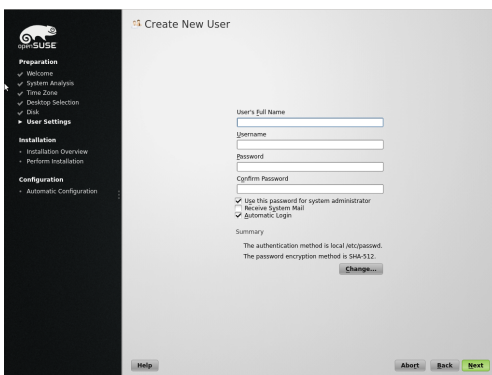 openSUSE
Preparation
Welcome
System Analysis
Time Zone
Desktop Selection
Disk
User Settings
Installation
Installation Overview
Perform Installation
Configuration
Automatic Configuration
Create New User
User's Full Name
Username
Password
Confirm Password
Use this password for system administrator
Receive System Mail
Automatic Login
Summary
The authentication method is local /etc/passwd.
The password encryption method is SHA-512.
Change...
Help
Abort
Back
Next